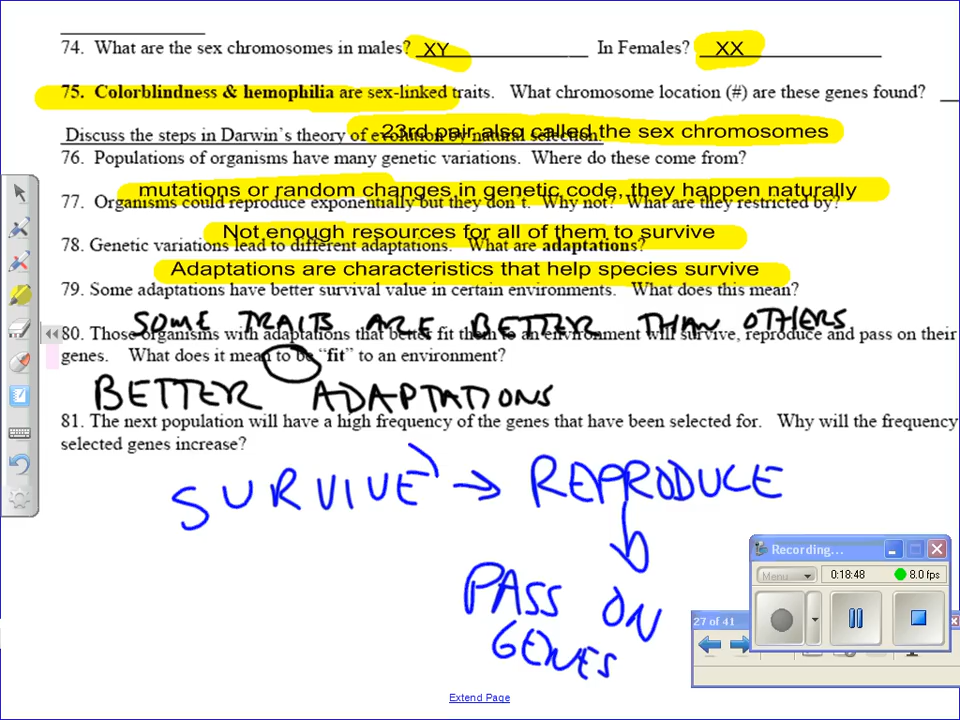 74. What are the sex chromosomes in males? XY In Females? XX
75. Colorblindness & hemophilia are sex-linked traits. What chromosome location (#) are these genes found?
23rd pair also called the sex chromosomes
Discuss the steps in Darwin's theory of evolution by natural selection.
76. Populations of organisms have many genetic variations. Where do these come from?
mutations or random changes in genetic code, they happen naturally
77. Organisms could reproduce exponentially but they don't. Why not? What are they restricted by?
Not enough resources for all of them to survive
78. Genetic variations lead to different adaptations. What are adaptations?
Adaptations are characteristics that help species survive
79. Some adaptations have better survival value in certain environments. What does this mean?
SOME TRAITS ARE BETTER THAN OTHERS
80. Those organisms with adaptations that better fit them to an environment will survive, reproduce and pass on their
genes. What does it mean to be "fit" to an environment?
BETTER ADAPTATIONS
81. The next population will have a high frequency of the genes that have been selected for. Why will the frequency
selected genes increase?
SURVIVE → REPRODUCE
PASS ON
GENES
Recording...
Menu 0:18:48 8.0 fps
27 of 41
Extend Page